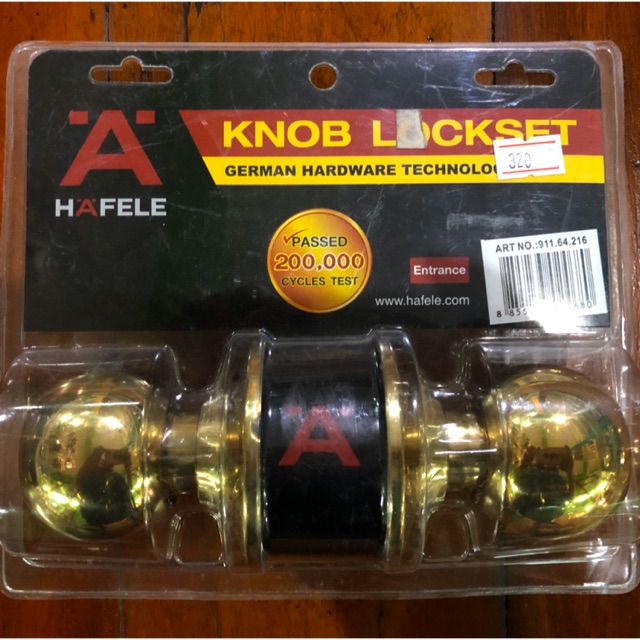 KNOB LOCKSET
320
GERMAN HARDWARE
HÄFELE
PASSED
200,000
CYCLES TEST
ART NO.:911.64.216
Entrance
www.hafele.com